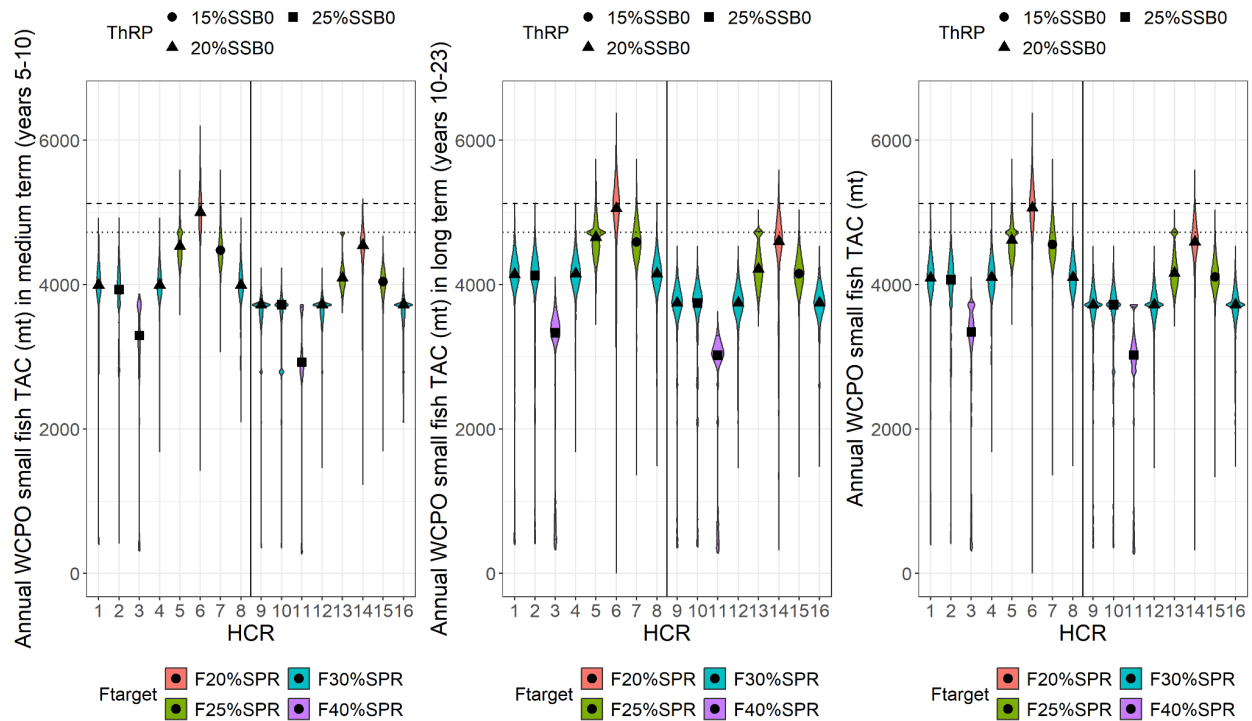 ThRP ● 15%SSB0 ■ 25%SSB0
▲ 20%SSB0
Annual WCPO small fish TAC (mt) in medium term (years 5-10)
6000
4000
2000
0
1 2 3 4 5 6 7 8 9 10 11 12 13 14 15 16
HCR
Ftarget F20%SPR F30%SPR
F25%SPR F40%SPR
ThRP ● 15%SSB0 ■ 25%SSB0
▲ 20%SSB0
Annual WCPO small fish TAC (mt) in long term (years 10-23)
6000
4000
2000
0
1 2 3 4 5 6 7 8 9 10 11 12 13 14 15 16
HCR
Ftarget F20%SPR F30%SPR
F25%SPR F40%SPR
ThRP ● 15%SSB0 ■ 25%SSB0
▲ 20%SSB0
Annual WCPO small fish TAC (mt)
6000
4000
2000
0
1 2 3 4 5 6 7 8 9 10 11 12 13 14 15 16
HCR
Ftarget F20%SPR F30%SPR
F25%SPR F40%SPR